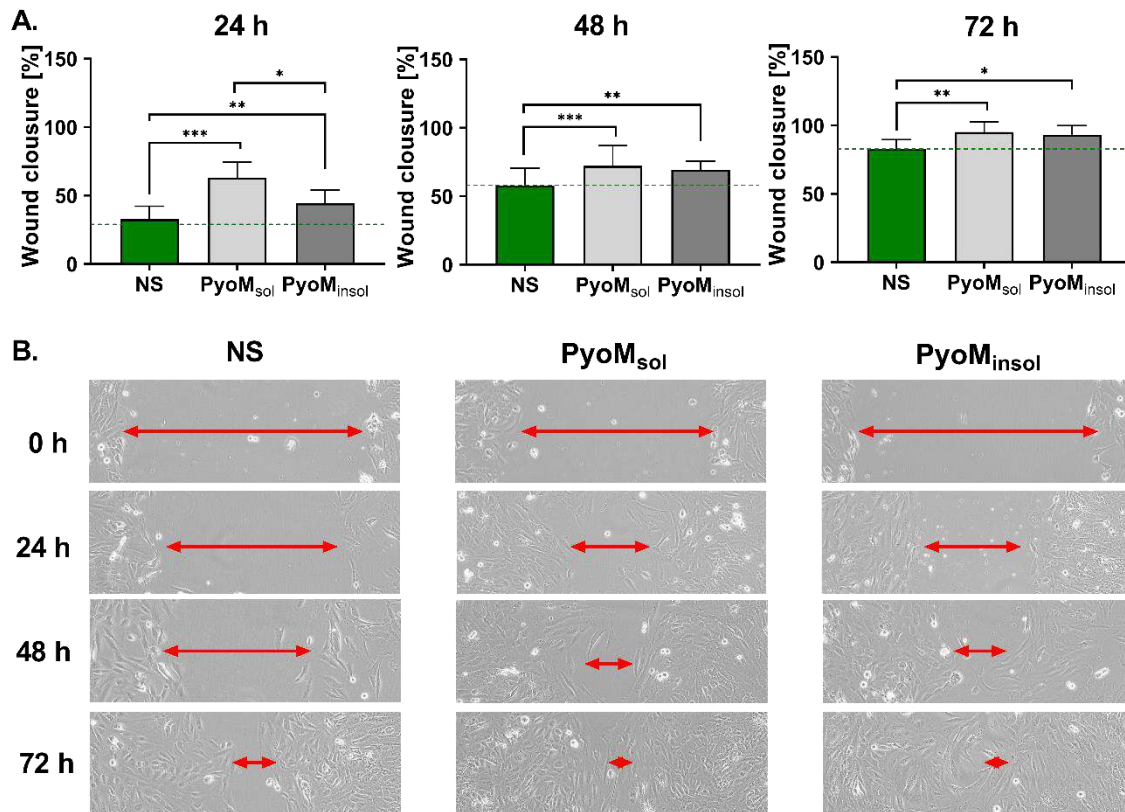 A.
24 h
48 h
72 h
Wound clousure [%]
150
100
50
0
***
**
*
NS
PyoMsol
PyoMinsol
Wound clousure [%]
150
100
50
0
***
**
NS
PyoMsol
PyoMinsol
Wound clousure [%]
150
100
50
0
**
*
NS
PyoMsol
PyoMinsol
B.
NS
PyoMsol
PyoMinsol
0 h
24 h
48 h
72 h